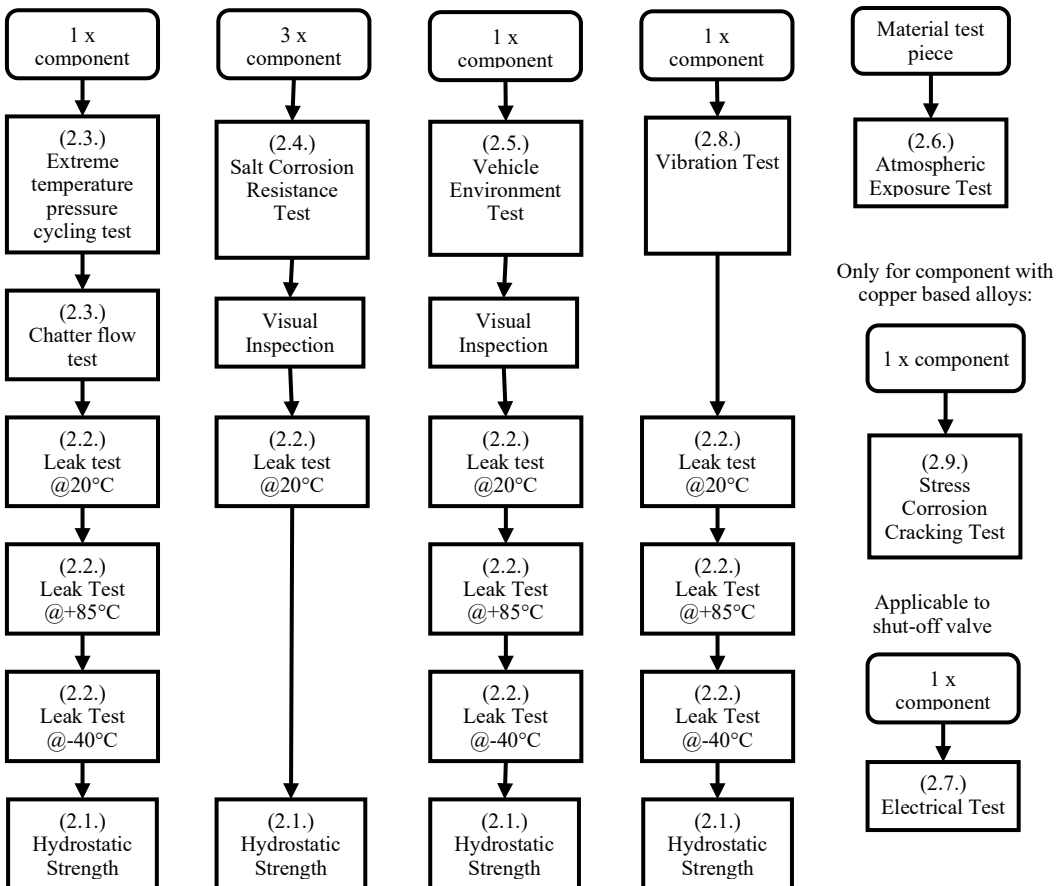 1 x
component
(2.3.)
Extreme
temperature
pressure
cycling test
(2.3.)
Chatter flow
test
(2.2.)
Leak test
@20°C
(2.2.)
Leak Test
@+85°C
(2.2.)
Leak Test
@-40°C
(2.1.)
Hydrostatic
Strength
3 x
component
(2.4.)
Salt Corrosion
Resistance
Test
Visual
Inspection
(2.2.)
Leak test
@20°C
(2.1.)
Hydrostatic
Strength
1 x
component
(2.5.)
Vehicle
Environment
Test
Visual
Inspection
(2.2.)
Leak test
@20°C
(2.2.)
Leak Test
@+85°C
(2.2.)
Leak Test
@-40°C
(2.1.)
Hydrostatic
Strength
1 x
component
(2.8.)
Vibration Test
(2.2.)
Leak test
@20°C
(2.2.)
Leak Test
@+85°C
(2.2.)
Leak Test
@-40°C
(2.1.)
Hydrostatic
Strength
Material test
piece
(2.6.)
Atmospheric
Exposure Test
Only for component with
copper based alloys:
1 x component
(2.9.)
Stress
Corrosion
Cracking Test
Applicable to
shut-off valve
1 x
component
(2.7.)
Electrical Test